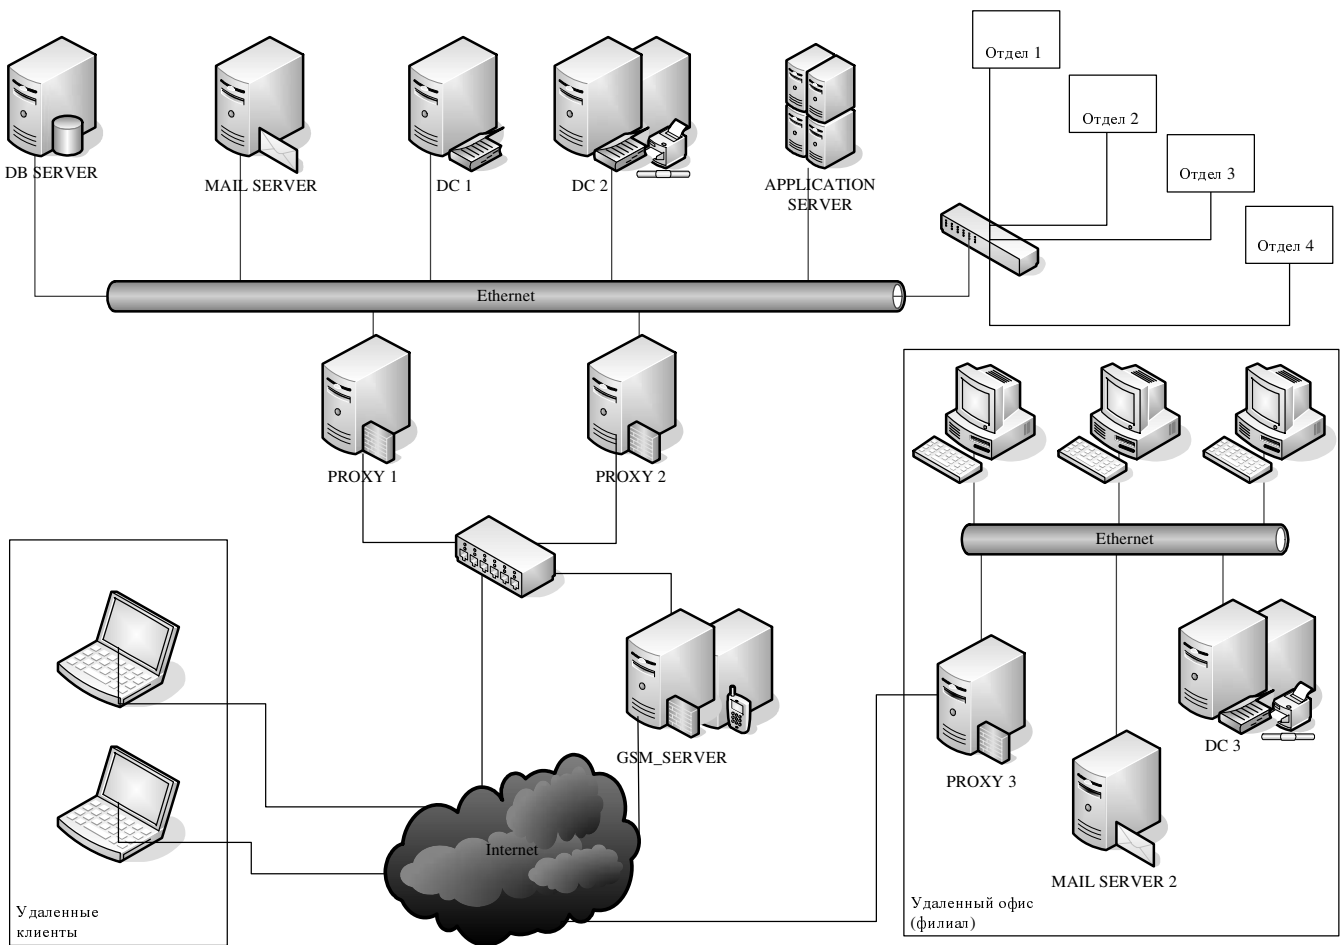 Отдел 1
Отдел 2
Отдел 3
Отдел 4
DB SERVER
MAIL SERVER
DC 1
DC 2
APPLICATION
SERVER
Ethernet
PROXY 1
PROXY 2
Ethernet
GSM_SERVER
DC 3
PROXY 3
Internet
MAIL SERVER 2
Удаленные
клиенты
Удаленный офис
(филиал)